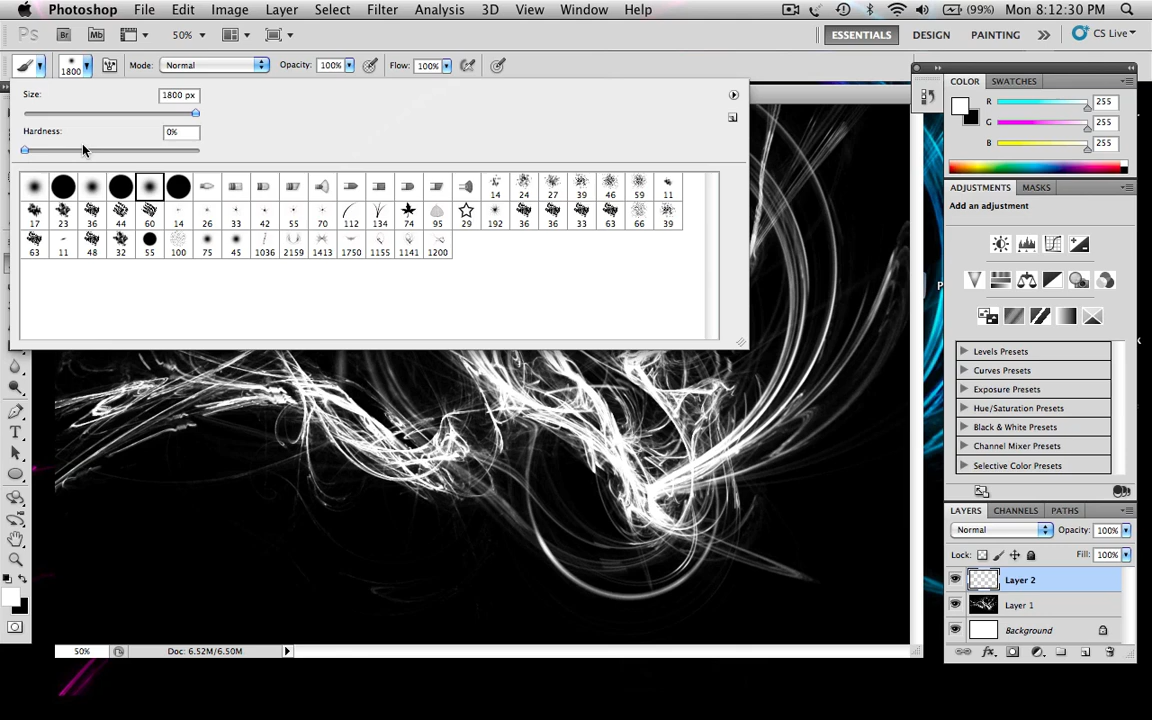 Photoshop File Edit Image Layer Select Filter Analysis 3D View Window Help (99%) Mon 8:12:30 PM
Ps Br Mb 50% ESSENTIALS DESIGN PAINTING CS Live
1800 Mode: Normal Opacity: 100% Flow: 100%
Size: 1800 px
Hardness: 0%
14 24 27 39 46 59 11
17 23 36 44 60 14 26 33 42 55 70 112 134 74 95 29 192 36 36 33 63 66 39
63 11 48 32 55 100 75 45 1036 2159 1413 1750 1155 1141 1200
COLOR SWATCHES
R 255
G 255
B 255
ADJUSTMENTS MASKS
Add an adjustment
Levels Presets
Curves Presets
Exposure Presets
Hue/Saturation Presets
Black & White Presets
Channel Mixer Presets
Selective Color Presets
LAYERS CHANNELS PATHS
Normal Opacity: 100%
Lock: Fill: 100%
Layer 2
Layer 1
Background
T
50% Doc: 6.52M/6.50M